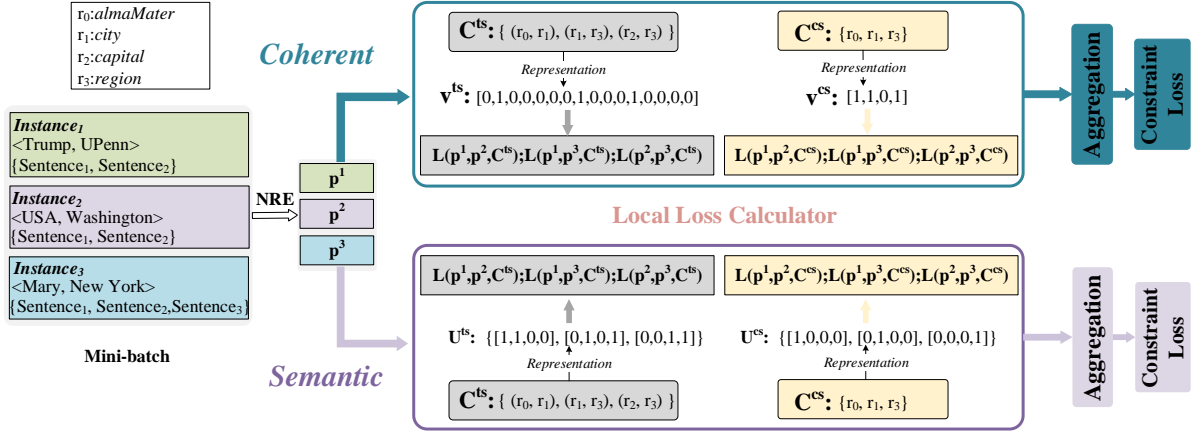 r₀:almaMater
r₁:city
r₂:capital
r₃:region
Instance₁
<Trump, UPenn>
{Sentence₁, Sentence₂}
Instance₂
<USA, Washington>
{Sentence₁, Sentence₂}
Instance₃
<Mary, New York>
{Sentence₁, Sentence₂,Sentence₃}
Mini-batch
NRE
p¹
p²
p³
Coherent
Cᵗˢ: { (r₀, r₁), (r₁, r₃), (r₂, r₃) }
Representation
vᵗˢ: [0,1,0,0,0,0,0,1,0,0,0,1,0,0,0,0]
L(p¹,p²,Cᵗˢ);L(p¹,p³,Cᵗˢ);L(p²,p³,Cᵗˢ)
Cᶜˢ: {r₀, r₁, r₃}
Representation
vᶜˢ: [1,1,0,1]
L(p¹,p²,Cᶜˢ);L(p¹,p³,Cᶜˢ);L(p²,p³,Cᶜˢ)
Aggregation
Constraint
Loss
Local Loss Calculator
Semantic
L(p¹,p²,Cᵗˢ);L(p¹,p³,Cᵗˢ);L(p²,p³,Cᵗˢ)
Uᵗˢ: {[1,1,0,0], [0,1,0,1], [0,0,1,1]}
Representation
Cᵗˢ: { (r₀, r₁), (r₁, r₃), (r₂, r₃) }
L(p¹,p²,Cᶜˢ);L(p¹,p³,Cᶜˢ);L(p²,p³,Cᶜˢ)
Uᶜˢ: {[1,0,0,0], [0,1,0,0], [0,0,0,1]}
Representation
Cᶜˢ: {r₀, r₁, r₃}
Aggregation
Constraint
Loss